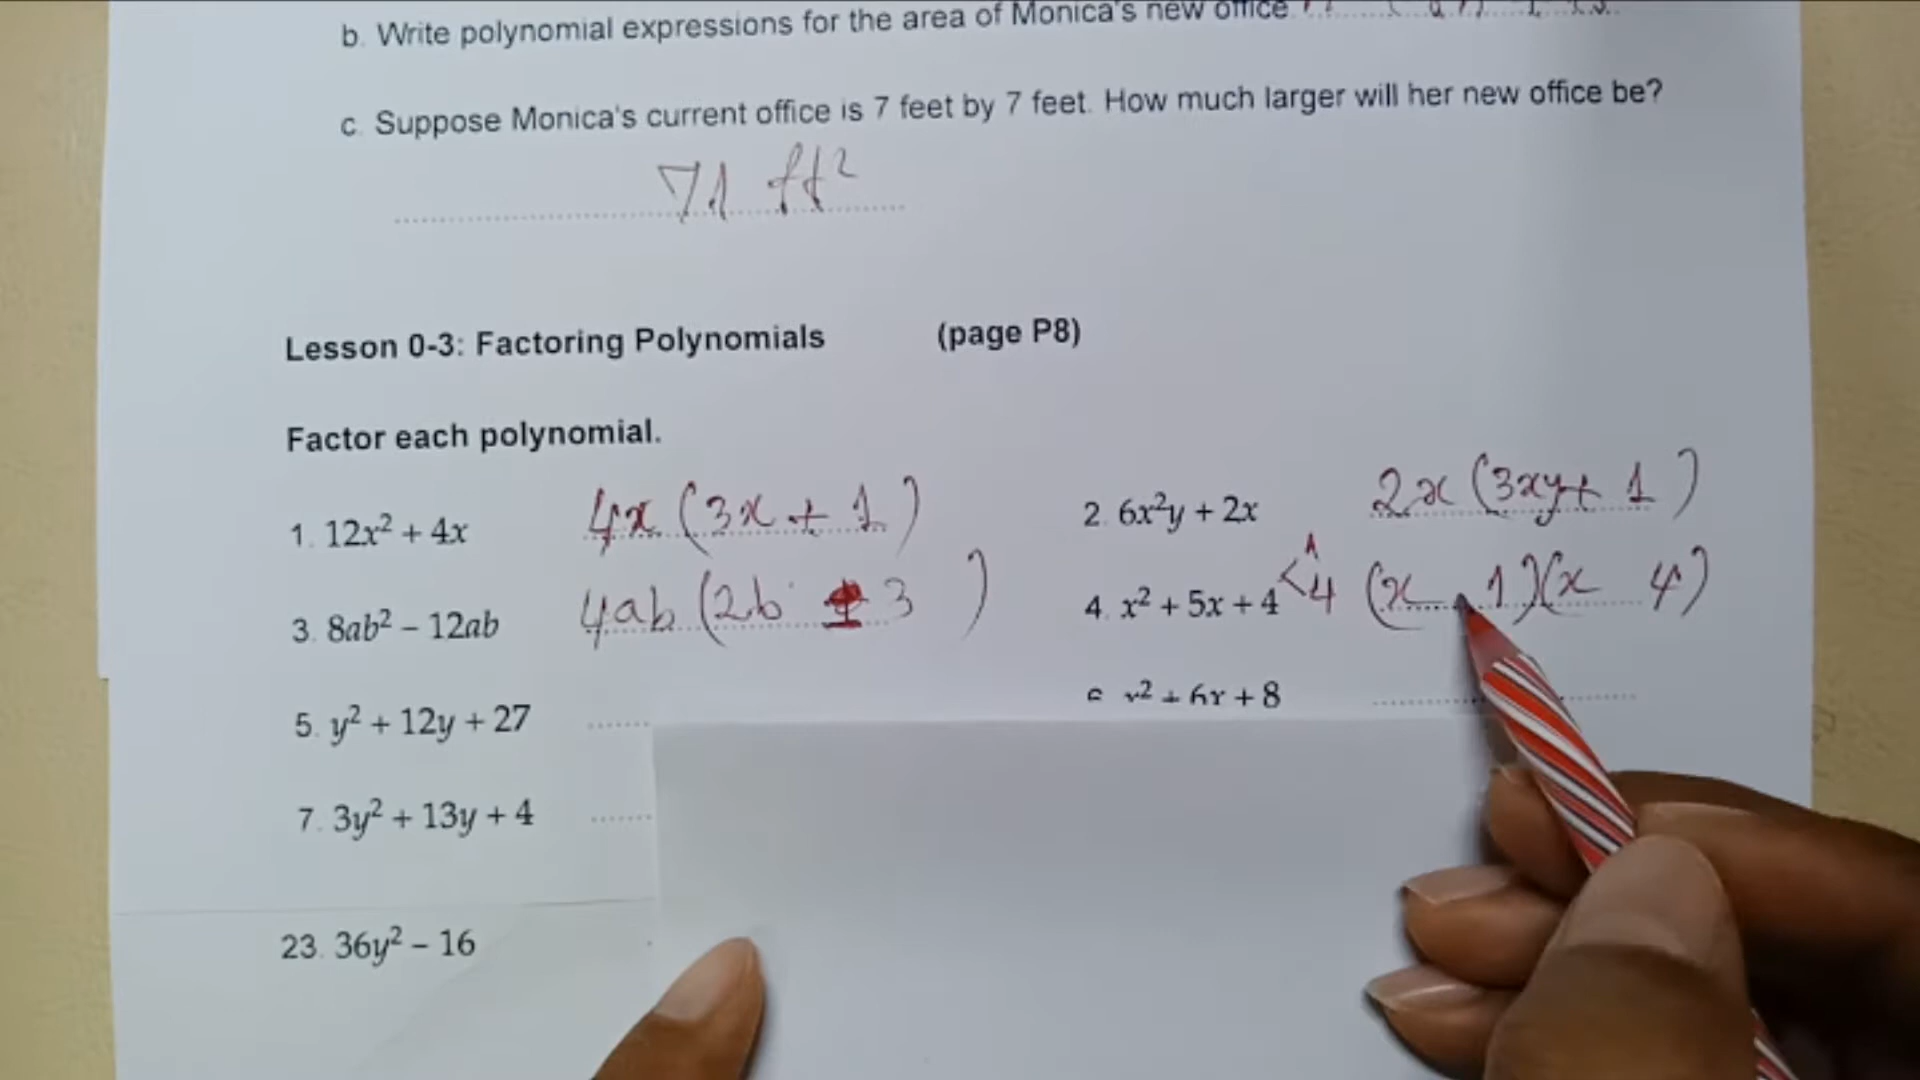 b. Write polynomial expressions for the area of Monica's new office
c. Suppose Monica's current office is 7 feet by 7 feet. How much larger will her new office be?
71 ft²
Lesson 0-3: Factoring Polynomials (page P8)
Factor each polynomial.
1. 12x² + 4x 4x (3x + 1) 2. 6x²y + 2x 2x (3xy + 1)
3. 8ab² – 12ab 4ab (2b 3 ) 4. x² + 5x + 4 < 1 4 (x 1)(x 4)
5. y² + 12y + 27 x² + 6x + 8
7. 3y² + 13y + 4
23. 36y² – 16